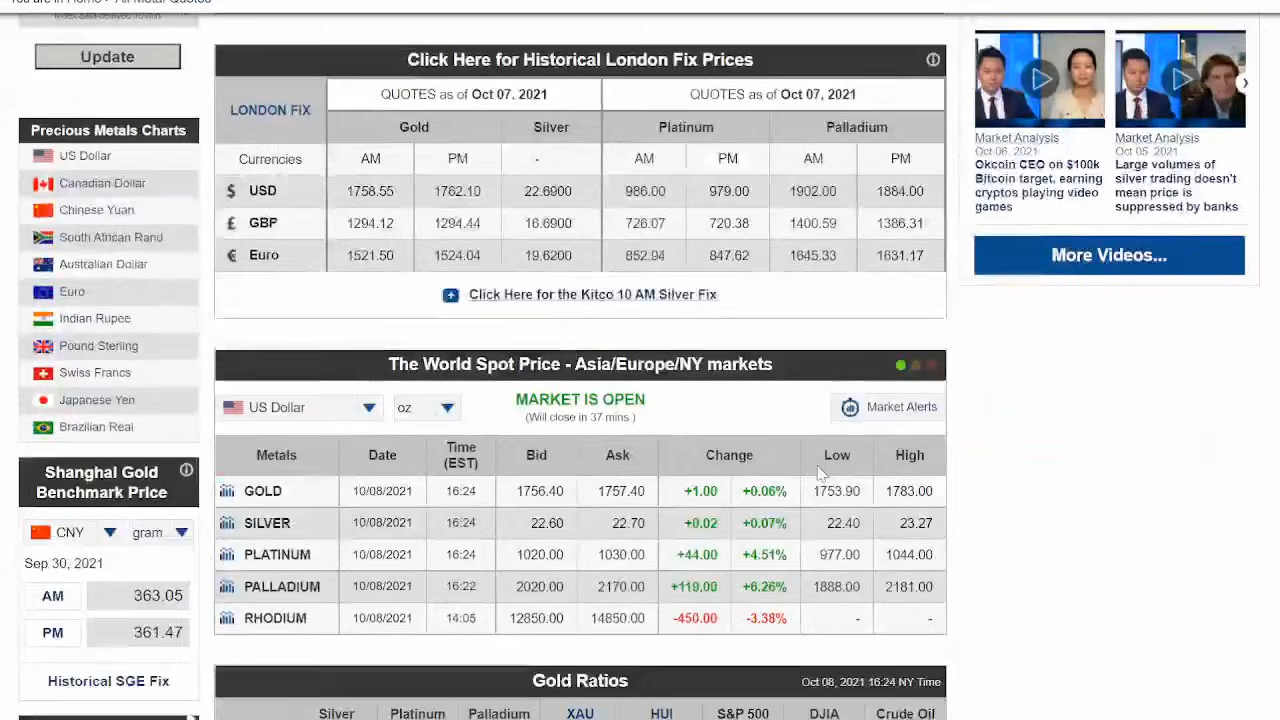 You are in Home > All Metal Quotes
Index data delayed 10 min
Update
Precious Metals Charts
US Dollar
Canadian Dollar
Chinese Yuan
South African Rand
Australian Dollar
Euro
Indian Rupee
Pound Sterling
Swiss Francs
Japanese Yen
Brazilian Real
Shanghai Gold
Benchmark Price
CNY gram
Sep 30, 2021
AM 363.05
PM 361.47
Historical SGE Fix
Click Here for Historical London Fix Prices
LONDON FIX
QUOTES as of Oct 07, 2021 QUOTES as of Oct 07, 2021
Gold Silver Platinum Palladium
Currencies AM PM - AM PM AM PM
$ USD 1758.55 1762.10 22.6900 986.00 979.00 1902.00 1884.00
£ GBP 1294.12 1294.44 16.6900 726.07 720.38 1400.59 1386.31
€ Euro 1521.50 1524.04 19.6200 852.94 847.62 1645.33 1631.17
Click Here for the Kitco 10 AM Silver Fix
The World Spot Price - Asia/Europe/NY markets
US Dollar oz MARKET IS OPEN Market Alerts
(Will close in 37 mins )
Metals Date Time (EST) Bid Ask Change Low High
GOLD 10/08/2021 16:24 1756.40 1757.40 +1.00 +0.06% 1753.90 1783.00
SILVER 10/08/2021 16:24 22.60 22.70 +0.02 +0.07% 22.40 23.27
PLATINUM 10/08/2021 16:24 1020.00 1030.00 +44.00 +4.51% 977.00 1044.00
PALLADIUM 10/08/2021 16:22 2020.00 2170.00 +119.00 +6.26% 1888.00 2181.00
RHODIUM 10/08/2021 14:05 12850.00 14850.00 -450.00 -3.38% - -
Gold Ratios Oct 08, 2021 16:24 NY Time
Silver Platinum Palladium XAU HUI S&P 500 DJIA Crude Oil
Market Analysis
Oct 06, 2021
Okcoin CEO on $100k
Bitcoin target, earning
cryptos playing video
games
Market Analysis
Oct 05, 2021
Large volumes of
silver trading doesn't
mean price is
suppressed by banks
More Videos...